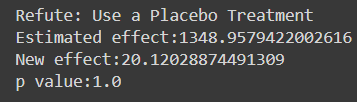 Refute: Use a Placebo Treatment
Estimated effect:1348.9579422002616
New effect:20.12028874491309
p value:1.0